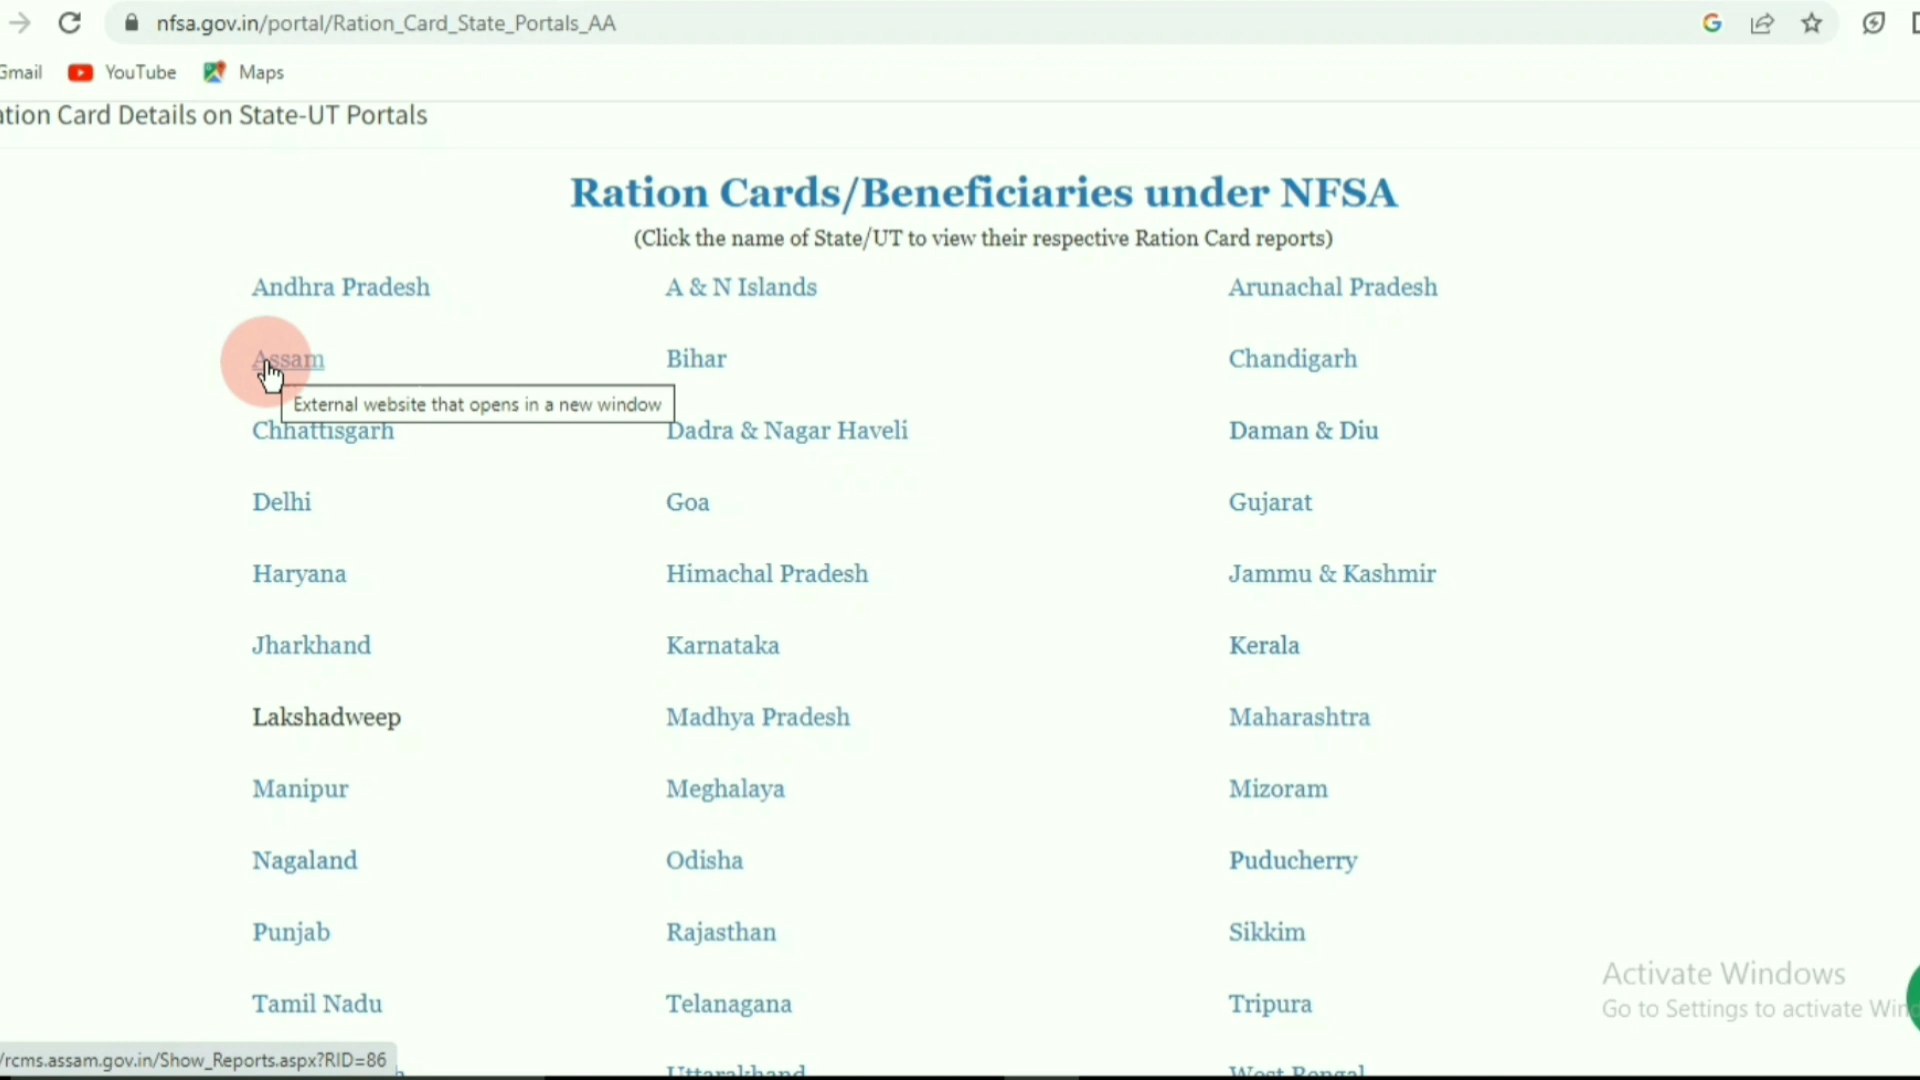 nfsa.gov.in/portal/Ration_Card_State_Portals_AA
Gmail YouTube Maps
ation Card Details on State-UT Portals
Ration Cards/Beneficiaries under NFSA
(Click the name of State/UT to view their respective Ration Card reports)
Andhra Pradesh A & N Islands Arunachal Pradesh
Assam Bihar Chandigarh
External website that opens in a new window
Chhattisgarh Dadra & Nagar Haveli Daman & Diu
Delhi Goa Gujarat
Haryana Himachal Pradesh Jammu & Kashmir
Jharkhand Karnataka Kerala
Lakshadweep Madhya Pradesh Maharashtra
Manipur Meghalaya Mizoram
Nagaland Odisha Puducherry
Punjab Rajasthan Sikkim
Tamil Nadu Telanagana Tripura
Activate Windows
Go to Settings to activate Win
/rcms.assam.gov.in/Show_Reports.aspx?RID=86
Uttarakhand West Bengal